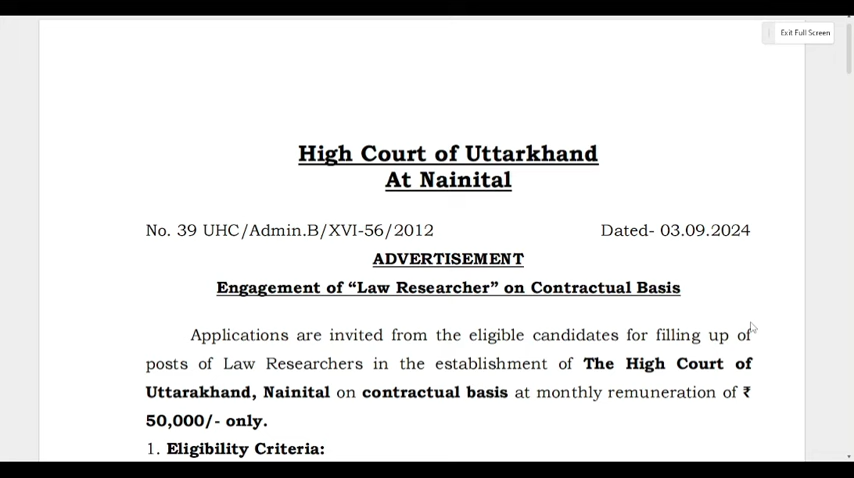 Exit Full Screen
High Court of Uttarkhand
At Nainital
No. 39 UHC/Admin.B/XVI-56/2012 Dated- 03.09.2024
ADVERTISEMENT
Engagement of “Law Researcher” on Contractual Basis
Applications are invited from the eligible candidates for filling up of
posts of Law Researchers in the establishment of The High Court of
Uttarakhand, Nainital on contractual basis at monthly remuneration of ₹
50,000/- only.
1. Eligibility Criteria: